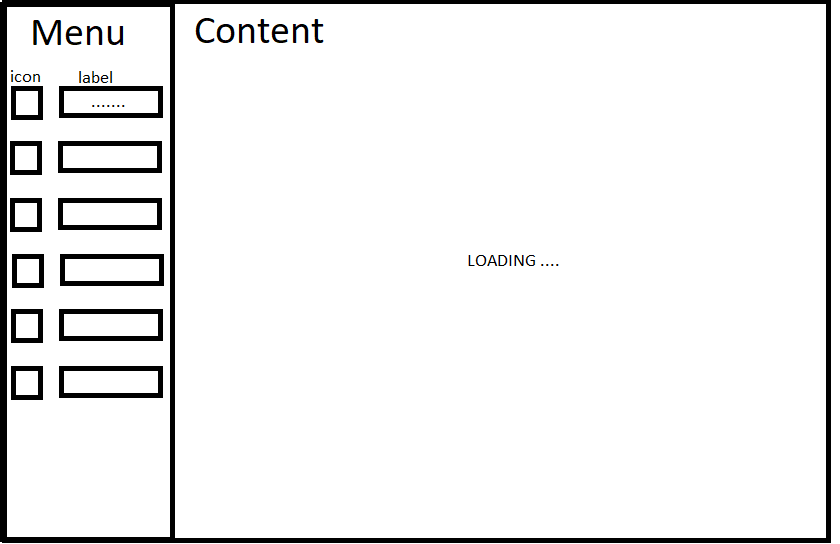 Menu
Content
icon
label
.......
LOADING ....